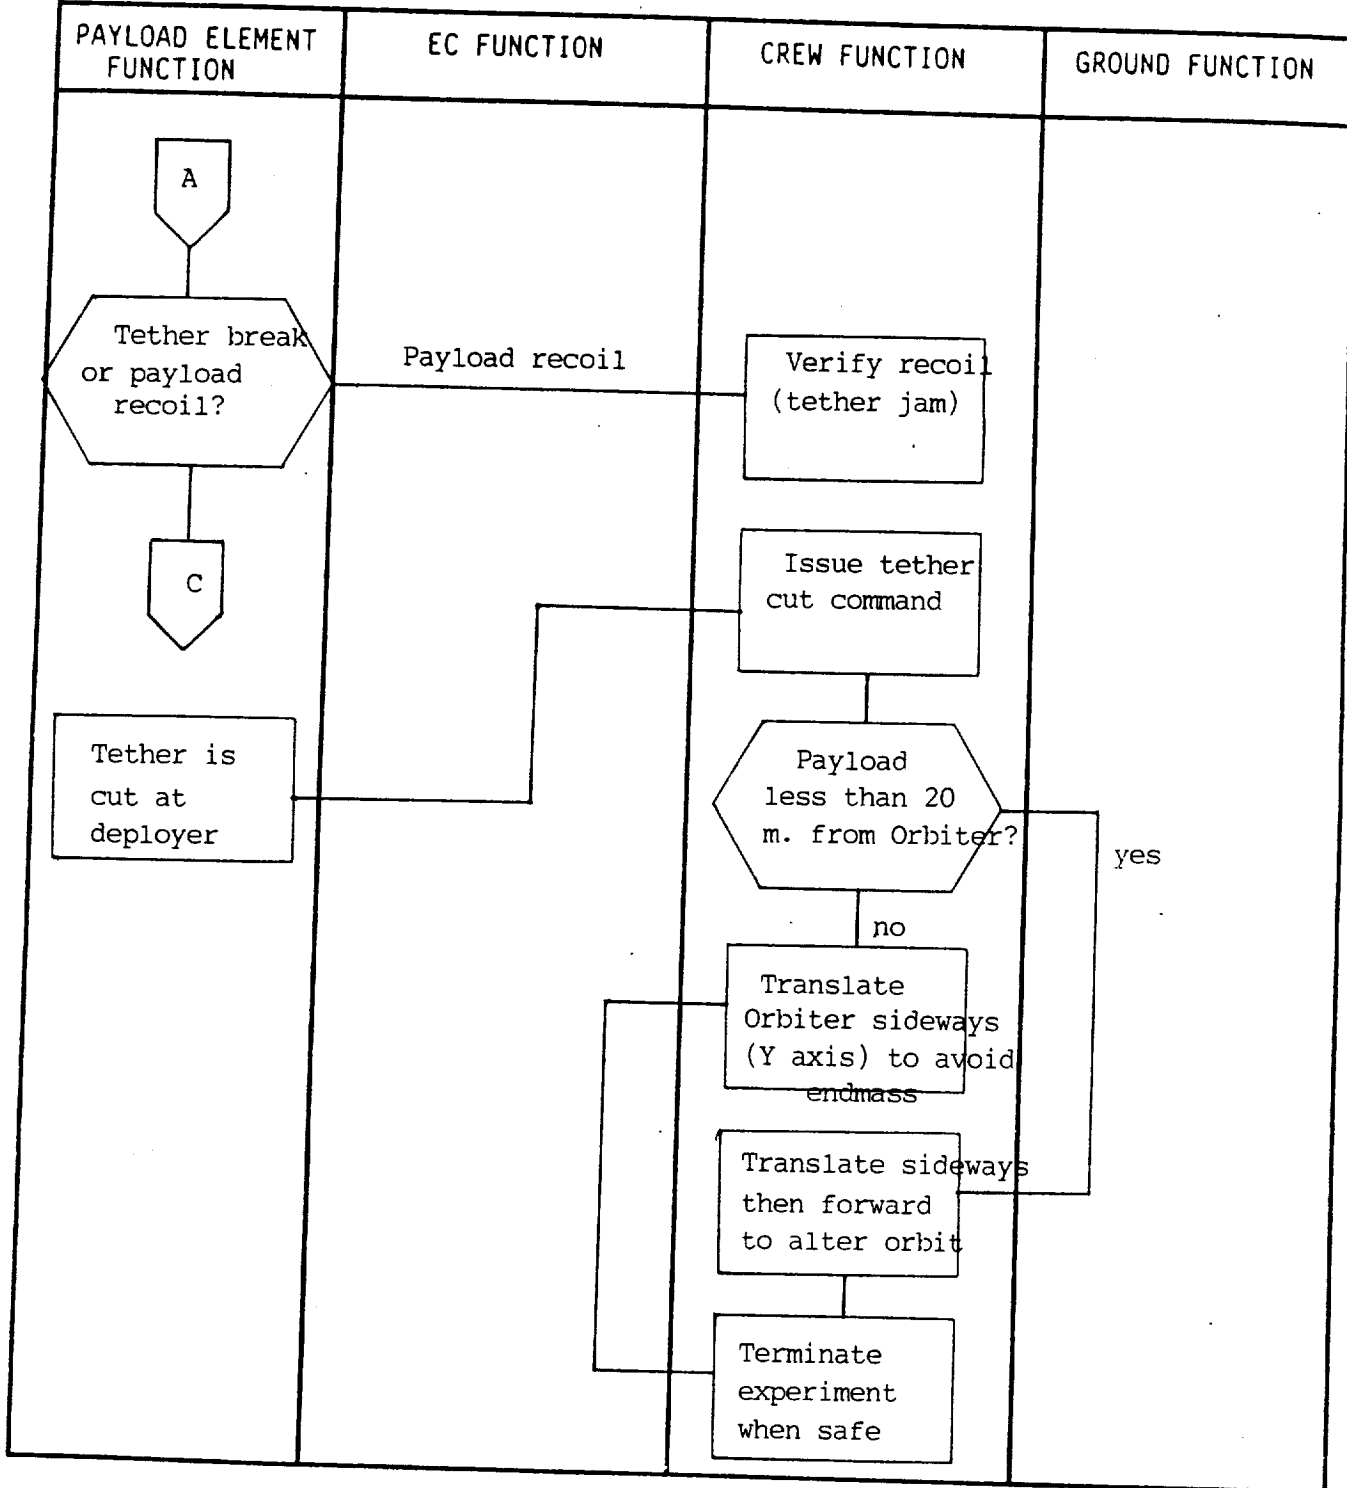 PAYLOAD ELEMENT
FUNCTION
EC FUNCTION
CREW FUNCTION
GROUND FUNCTION
A
Tether break
or payload
recoil?
Payload recoil
Verify recoil
(tether jam)
C
Issue tether
cut command
Tether is
cut at
deployer
Payload
less than 20
m. from Orbiter?
yes
no
Translate
Orbiter sideways
(Y axis) to avoid
endmass
Translate sideways
then forward
to alter orbit
Terminate
experiment
when safe